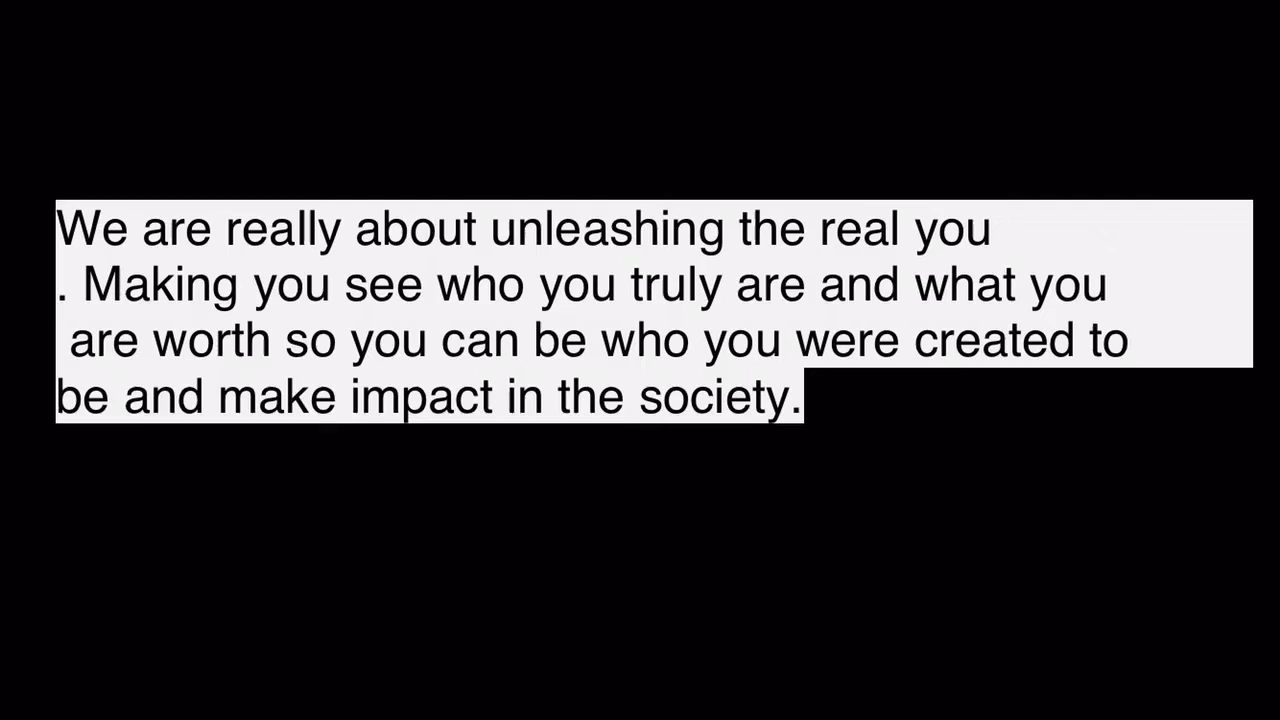 We are really about unleashing the real you
. Making you see who you truly are and what you
are worth so you can be who you were created to
be and make impact in the society.